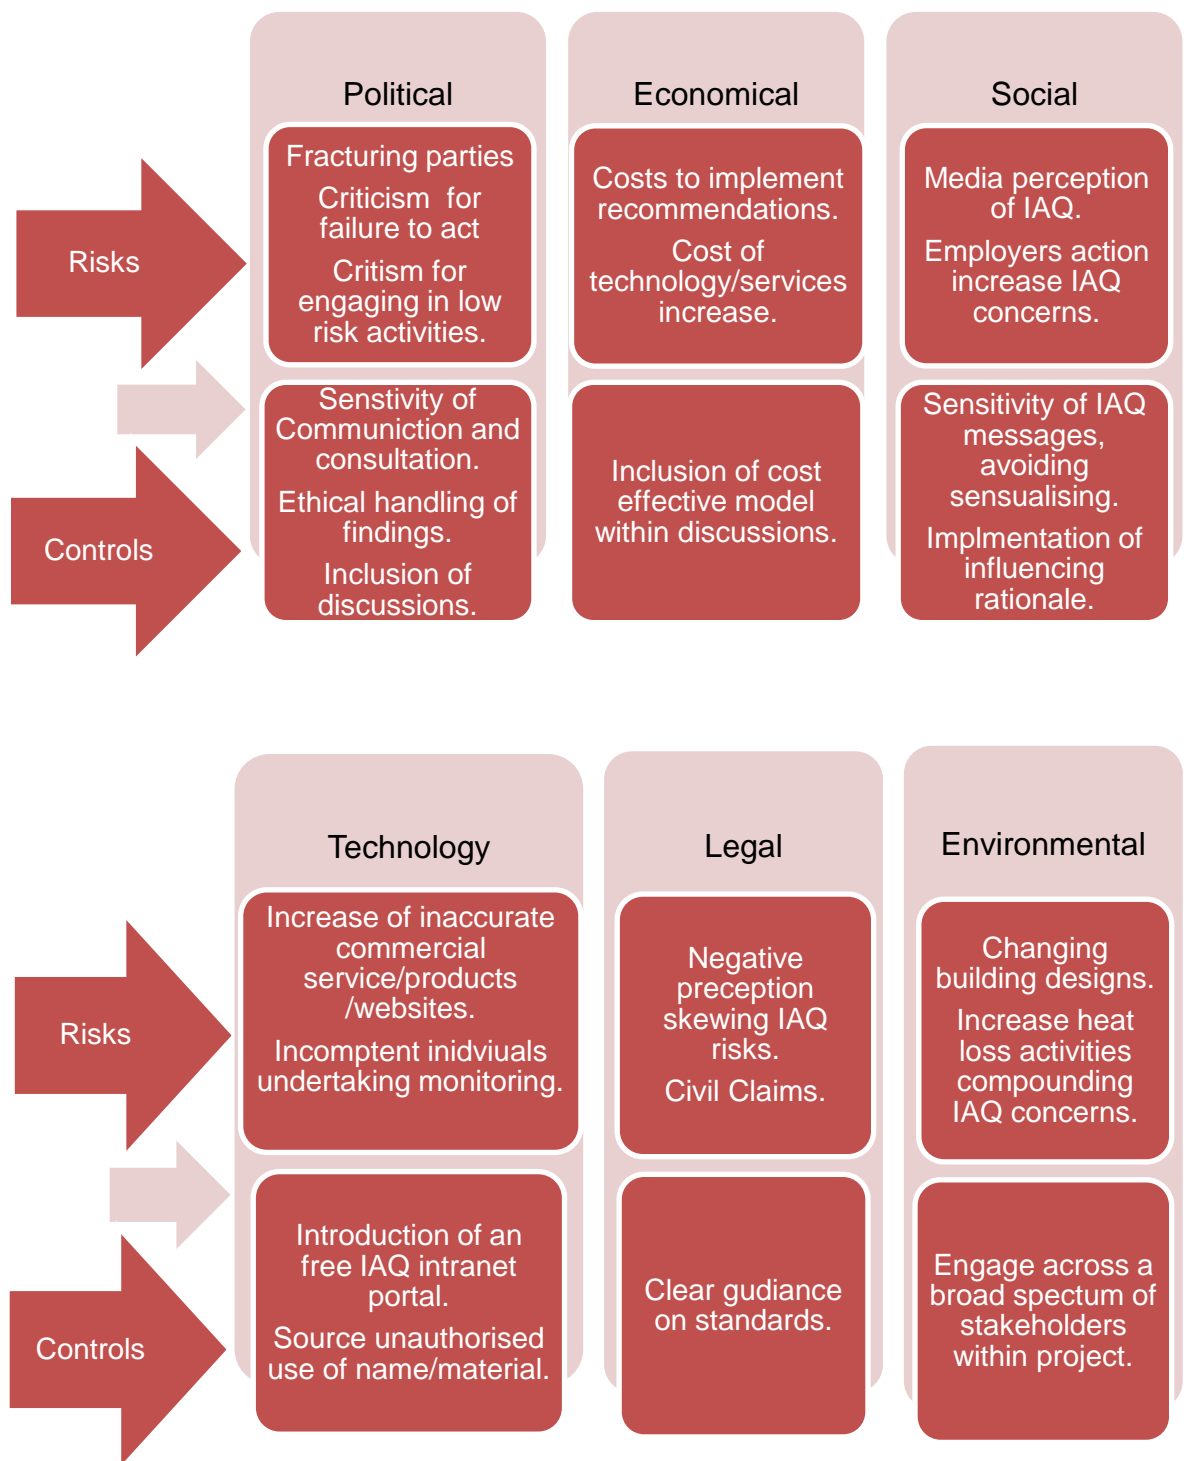 Political
Economical
Social
Risks
Fracturing parties
Criticism  for
failure to act
Critism for
engaging in low
risk activities.
Costs to implement
recommendations.
Cost of
technology/services
increase.
Media perception
of IAQ.
Employers action
increase IAQ
concerns.
Controls
Senstivity of
Communiction and
consultation.
Ethical handling of
findings.
Inclusion of
discussions.
Inclusion of cost
effective model
within discussions.
Sensitivity of IAQ
messages,
avoiding
sensualising.
Implmentation of
influencing
rationale.
Technology
Legal
Environmental
Risks
Increase of inaccurate
commercial
service/products
/websites.
Incomptent inidviuals
undertaking monitoring.
Negative
preception
skewing IAQ
risks.
Civil Claims.
Changing
building designs.
Increase heat
loss activities
compounding
IAQ concerns.
Controls
Introduction of an
free IAQ intranet
portal.
Source unauthorised
use of name/material.
Clear gudiance
on standards.
Engage across a
broad spectum of
stakeholders
within project.